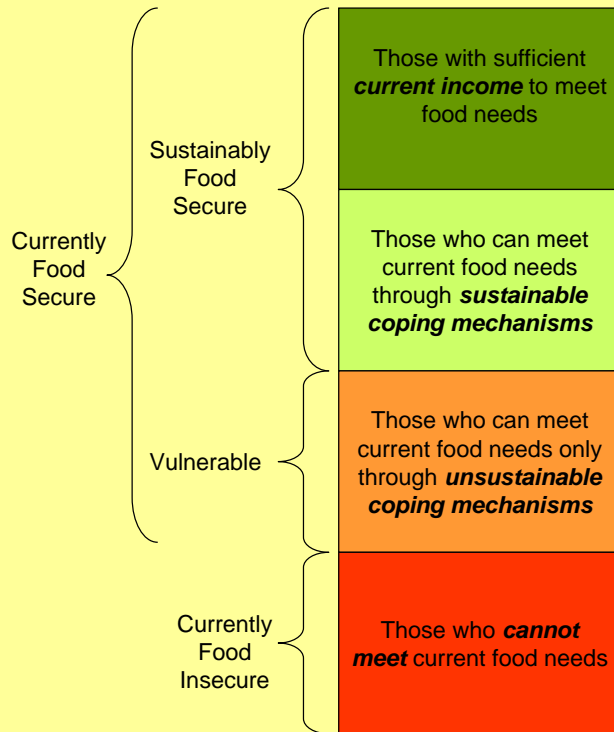 Currently
Food
Secure
Sustainably
Food
Secure
Those with sufficient
current income to meet
food needs
Those who can meet
current food needs
through sustainable
coping mechanisms
Vulnerable
Those who can meet
current food needs only
through unsustainable
coping mechanisms
Currently
Food
Insecure
Those who cannot
meet current food needs